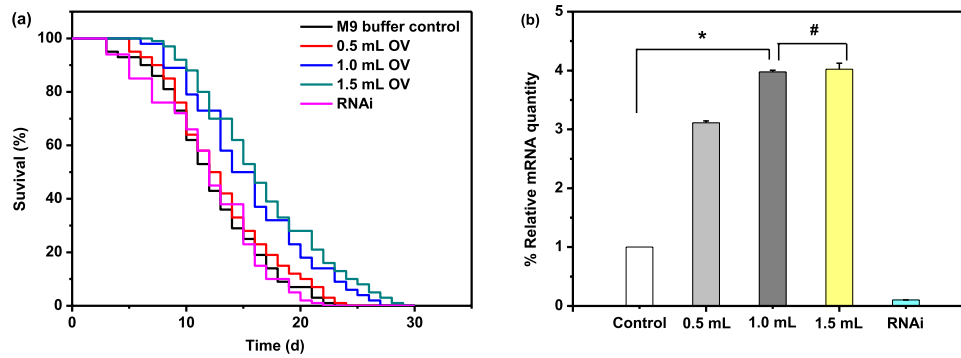 (a)
M9 buffer control
0.5 mL OV
1.0 mL OV
1.5 mL OV
RNAi
100
80
60
40
20
0
Suvival (%)
0 10 20 30
Time (d)
(b)
5
4
3
2
1
0
% Relative mRNA quantity
* #
Control 0.5 mL 1.0 mL 1.5 mL RNAi